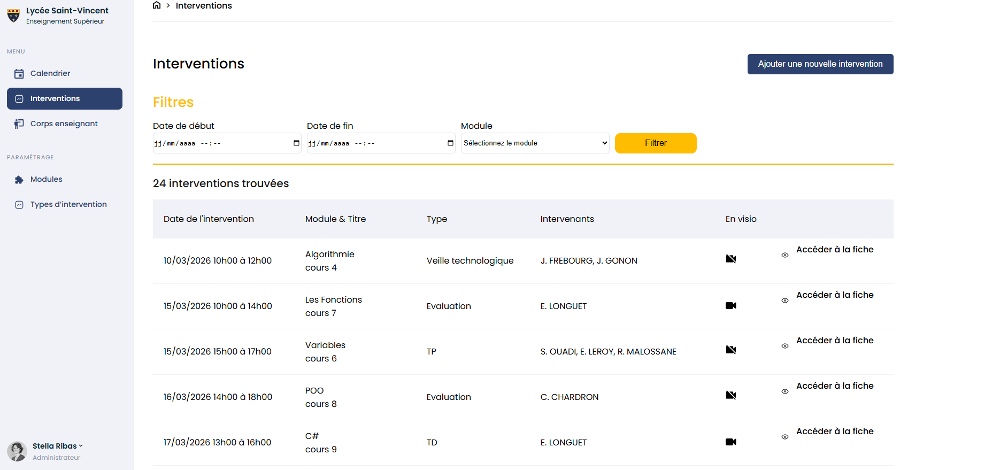 Lycée Saint-Vincent
Enseignement Supérieur
MENU
Calendrier
Interventions
Corps enseignant
PARAMÉTRAGE
Modules
Types d'intervention
Stella Ribas
Administrateur
> Interventions
Interventions
Ajouter une nouvelle intervention
Filtres
Date de début Date de fin Module
jj/mm/aaaa --:-- jj/mm/aaaa --:-- Sélectionnez le module Filtrer
24 interventions trouvées
Date de l'intervention Module & Titre Type Intervenants En visio
10/03/2026 10h00 à 12h00 Algorithmie cours 4 Veille technologique J. FREBOURG, J. GONON Accéder à la fiche
15/03/2026 10h00 à 14h00 Les Fonctions cours 7 Evaluation E. LONGUET Accéder à la fiche
15/03/2026 15h00 à 17h00 Variables cours 6 TP S. OUADI, E. LEROY, R. MALOSSANE Accéder à la fiche
16/03/2026 14h00 à 18h00 POO cours 8 Evaluation C. CHARDRON Accéder à la fiche
17/03/2026 13h00 à 16h00 C# cours 9 TD E. LONGUET Accéder à la fiche